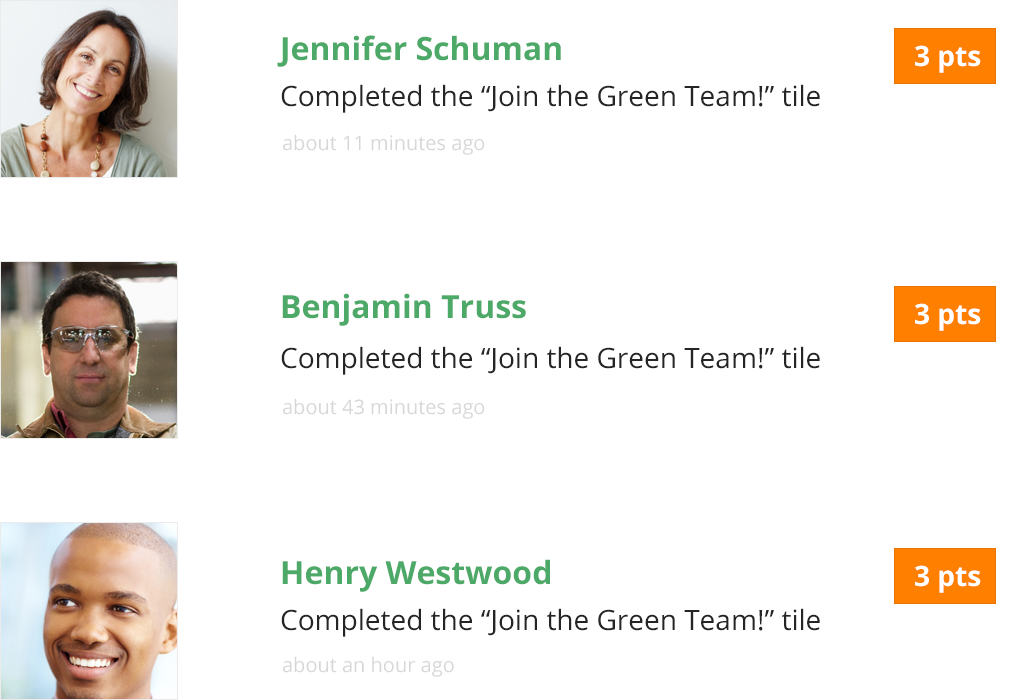 Jennifer Schuman
3 pts
Completed the “Join the Green Team!” tile
about 11 minutes ago
Benjamin Truss
3 pts
Completed the “Join the Green Team!” tile
about 43 minutes ago
Henry Westwood
3 pts
Completed the “Join the Green Team!” tile
about an hour ago